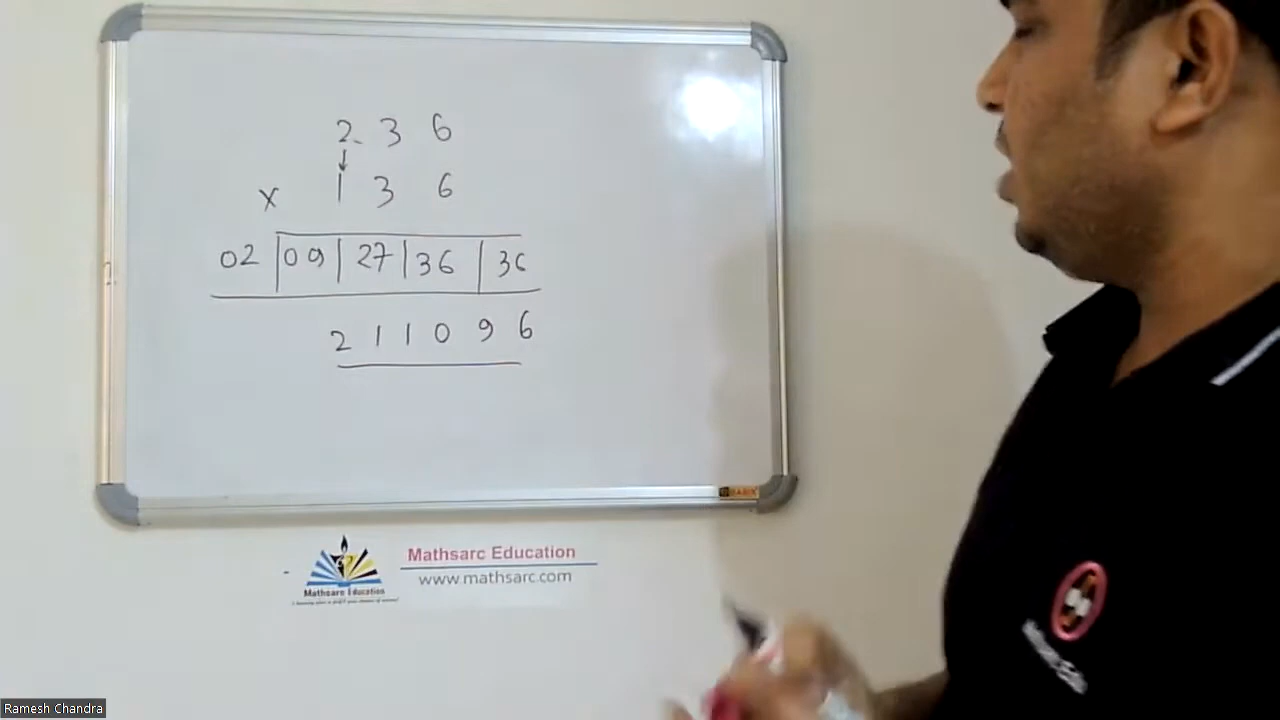 2 3 6
x 1 3 6
02 | 09 | 27 | 36 | 36
2 1 1 0 9 6
Mathsarc Education
www.mathsarc.com
Mathsarc Education
Ramesh Chandra